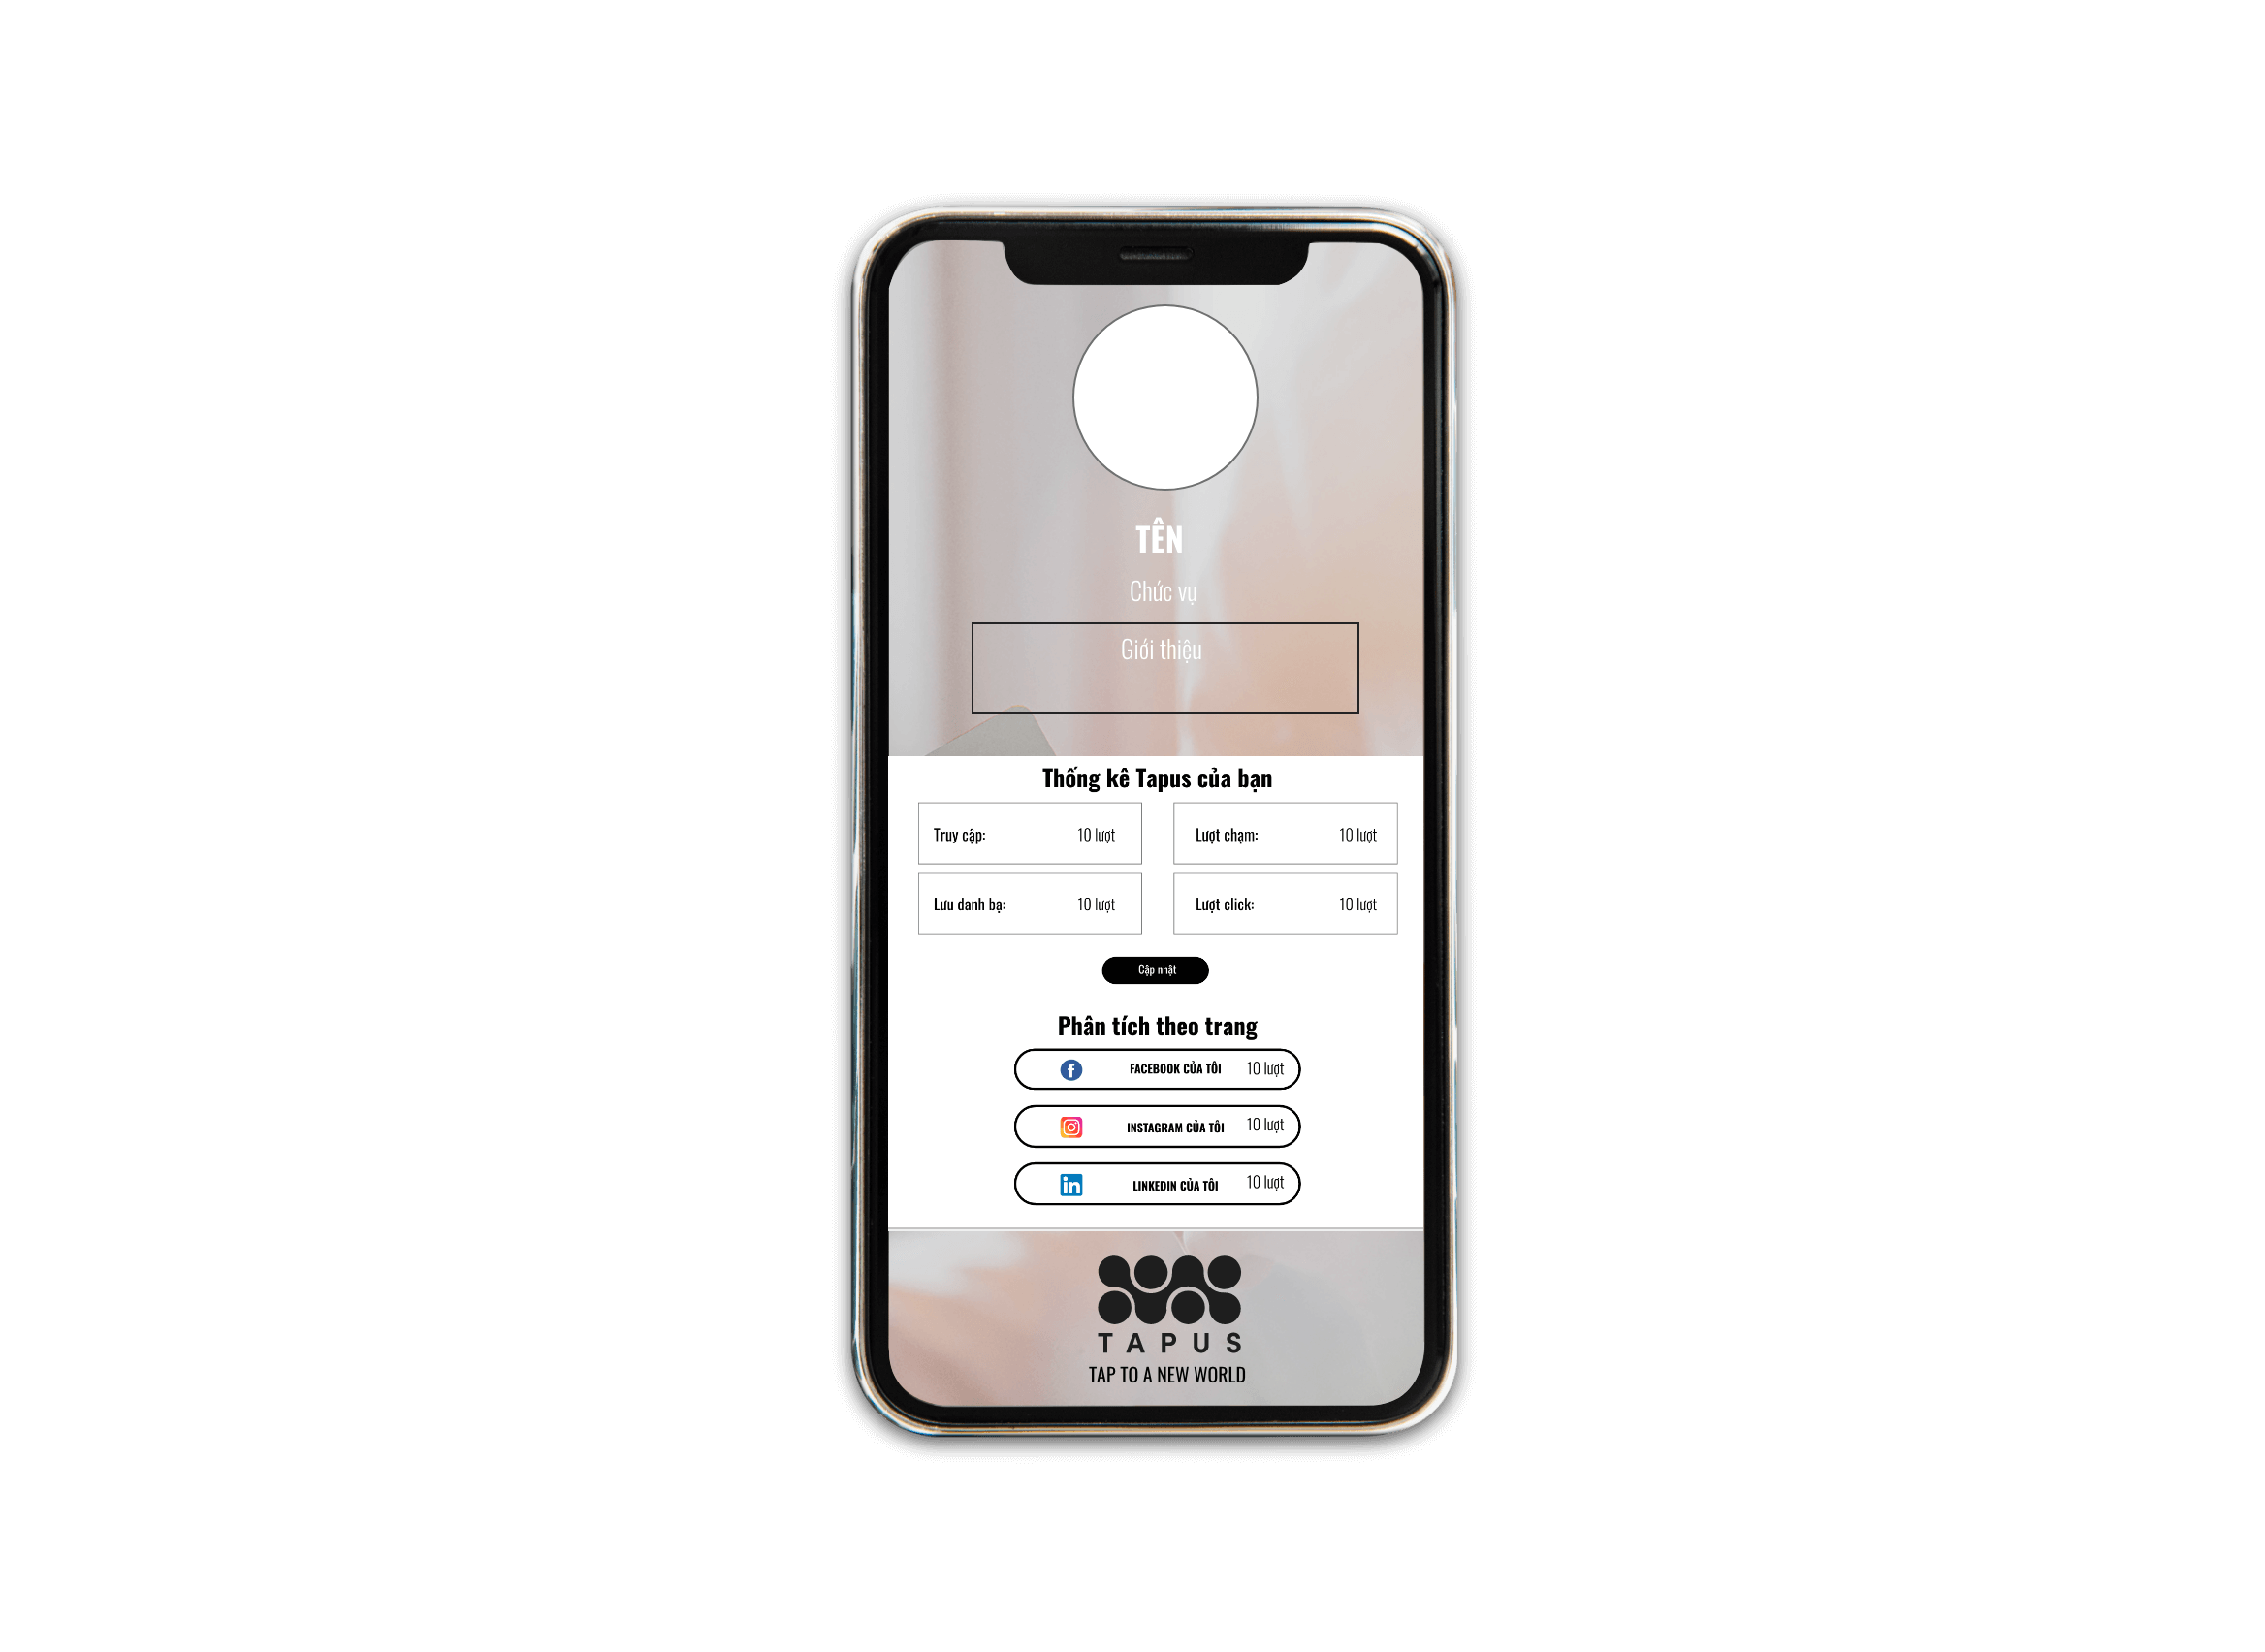 TÊN
Chức vụ
Giới thiệu
Thống kê Tapus của bạn
Truy cập: 10 lượt
Lượt chạm: 10 lượt
Lưu danh bạ: 10 lượt
Lượt click: 10 lượt
Cập nhật
Phân tích theo trang
FACEBOOK CỦA TÔI 10 lượt
INSTAGRAM CỦA TÔI 10 lượt
LINKEDIN CỦA TÔI 10 lượt
TAPUS
TAP TO A NEW WORLD